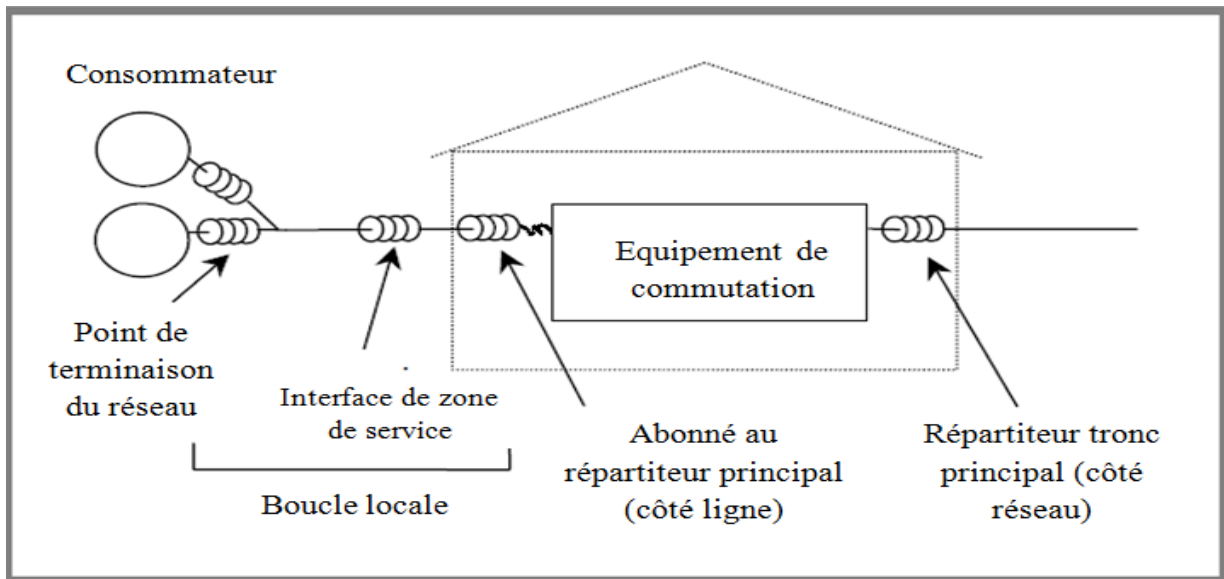 Consommateur
Equipement de
commutation
Point de
terminaison
du réseau
Interface de zone
de service
Abonné au
répartiteur principal
(côté ligne)
Répartiteur tronc
principal (côté
réseau)
Boucle locale